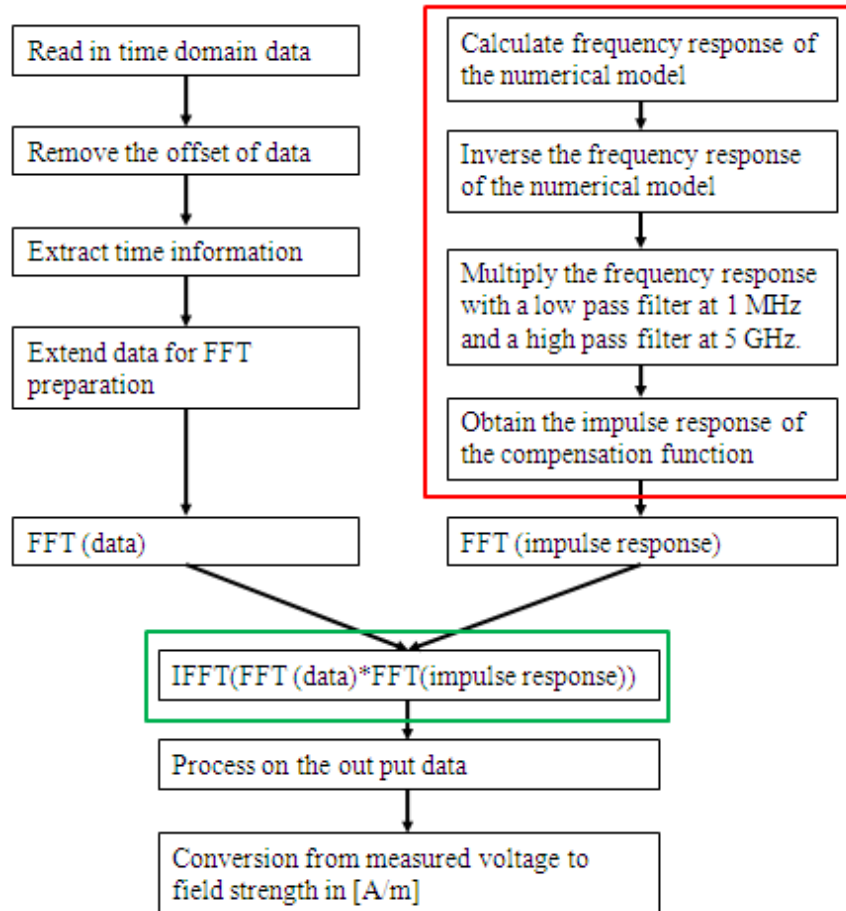 Read in time domain data
Remove the offset of data
Extract time information
Extend data for FFT
preparation
FFT (data)
Calculate frequency response of
the numerical model
Inverse the frequency response
of the numerical model
Multiply the frequency response
with a low pass filter at 1 MHz
and a high pass filter at 5 GHz.
Obtain the impulse response of
the compensation function
FFT (impulse response)
IFFT(FFT (data)*FFT(impulse response))
Process on the out put data
Conversion from measured voltage to
field strength in [A/m]